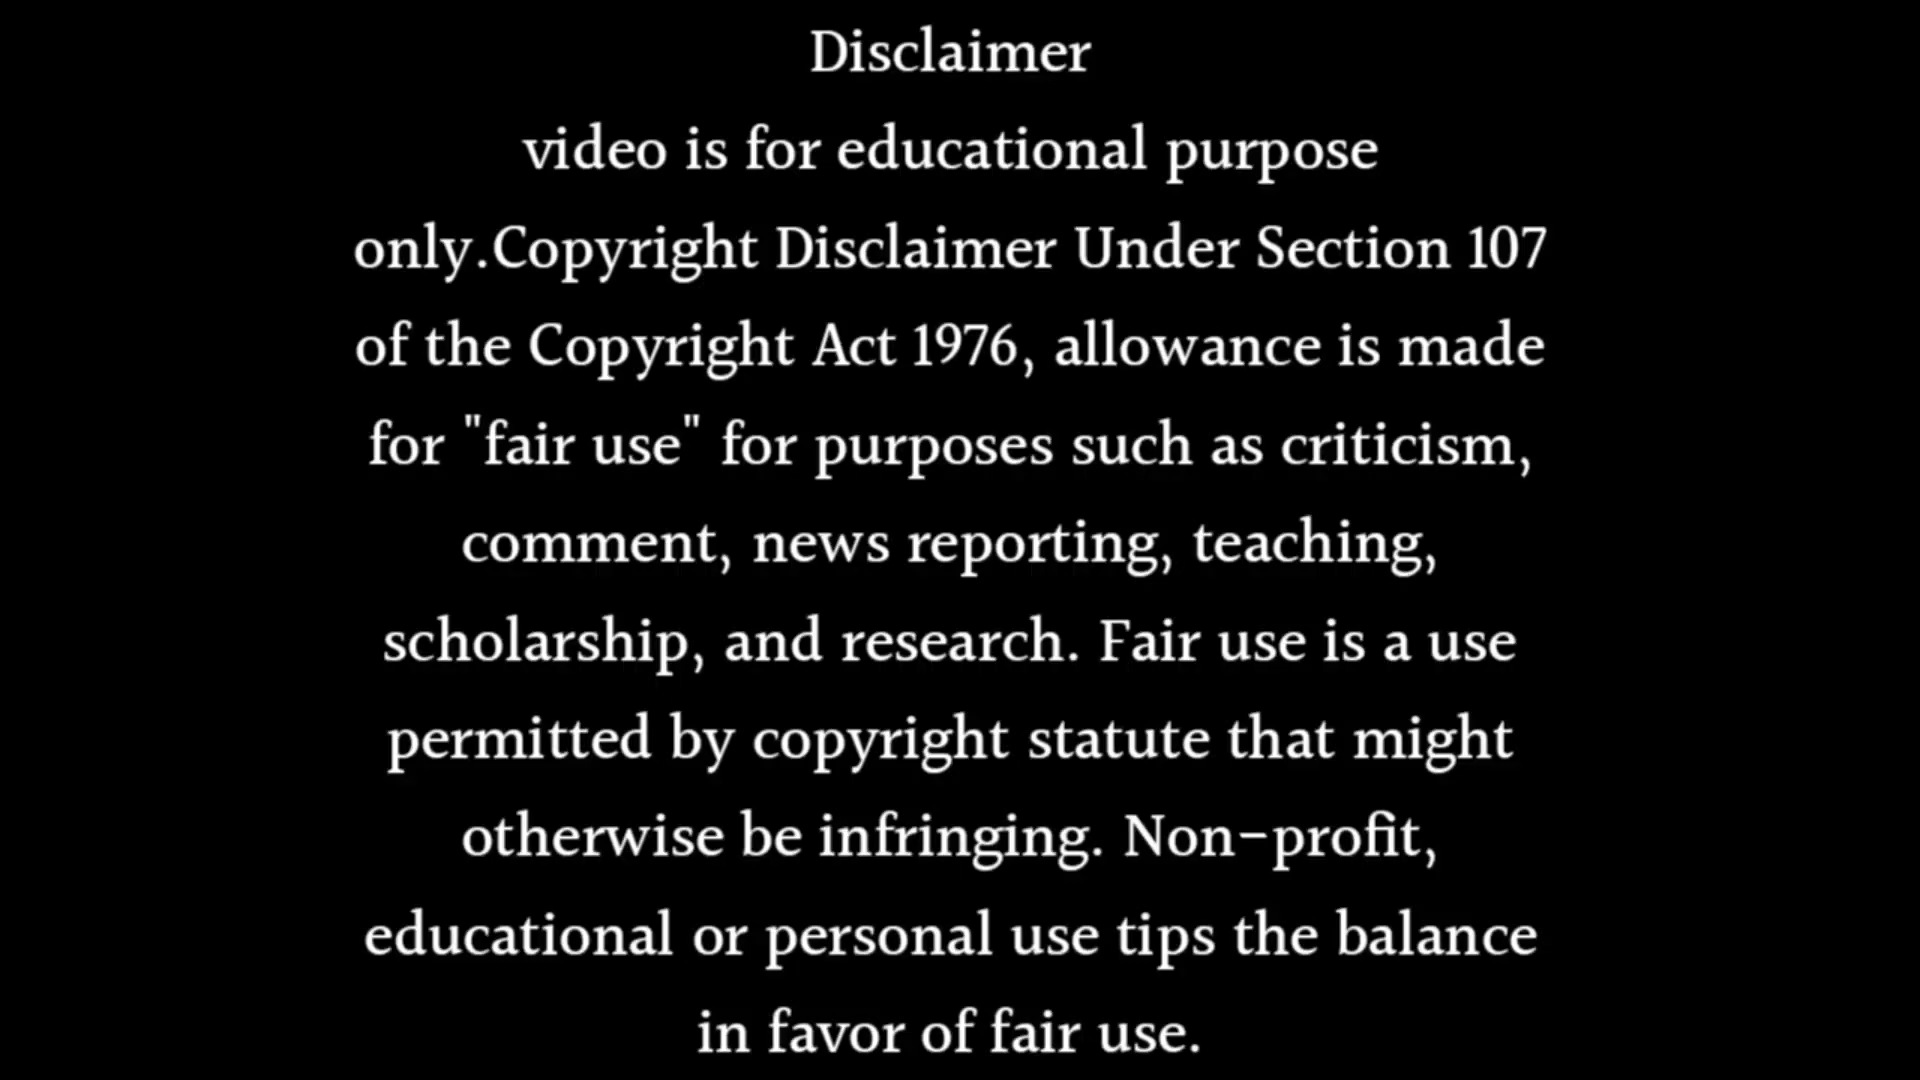 Disclaimer
video is for educational purpose
only.Copyright Disclaimer Under Section 107
of the Copyright Act 1976, allowance is made
for "fair use" for purposes such as criticism,
comment, news reporting, teaching,
scholarship, and research. Fair use is a use
permitted by copyright statute that might
otherwise be infringing. Non-profit,
educational or personal use tips the balance
in favor of fair use.